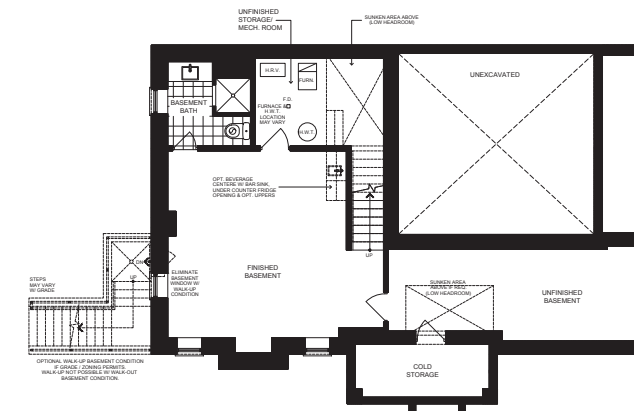 UNFINISHED
STORAGE/
MECH. ROOM
SUNKEN AREA ABOVE
(LOW HEADROOM)
H.R.V.
FURN.
UNEXCAVATED
BASEMENT
BATH
F.D.
FURNACE &
H.W.T.
LOCATION
MAY VARY
H.W.T.
OPT. BEVERAGE
CENTERE W/ BAR SINK,
UNDER COUNTER FRIDGE
OPENING & OPT. UPPERS
UP
DN
UP
STEPS
MAY VARY
W/ GRADE
ELIMINATE
BASEMENT
WINDOW W/
WALK-UP
CONDITION
FINISHED
BASEMENT
SUNKEN AREA
ABOVE IF REQ.
(LOW HEADROOM)
UNFINISHED
BASEMENT
OPTIONAL WALK-UP BASEMENT CONDITION
IF GRADE / ZONING PERMITS.
WALK-UP NOT POSSIBLE W/ WALK-OUT
BASEMENT CONDITION.
COLD
STORAGE